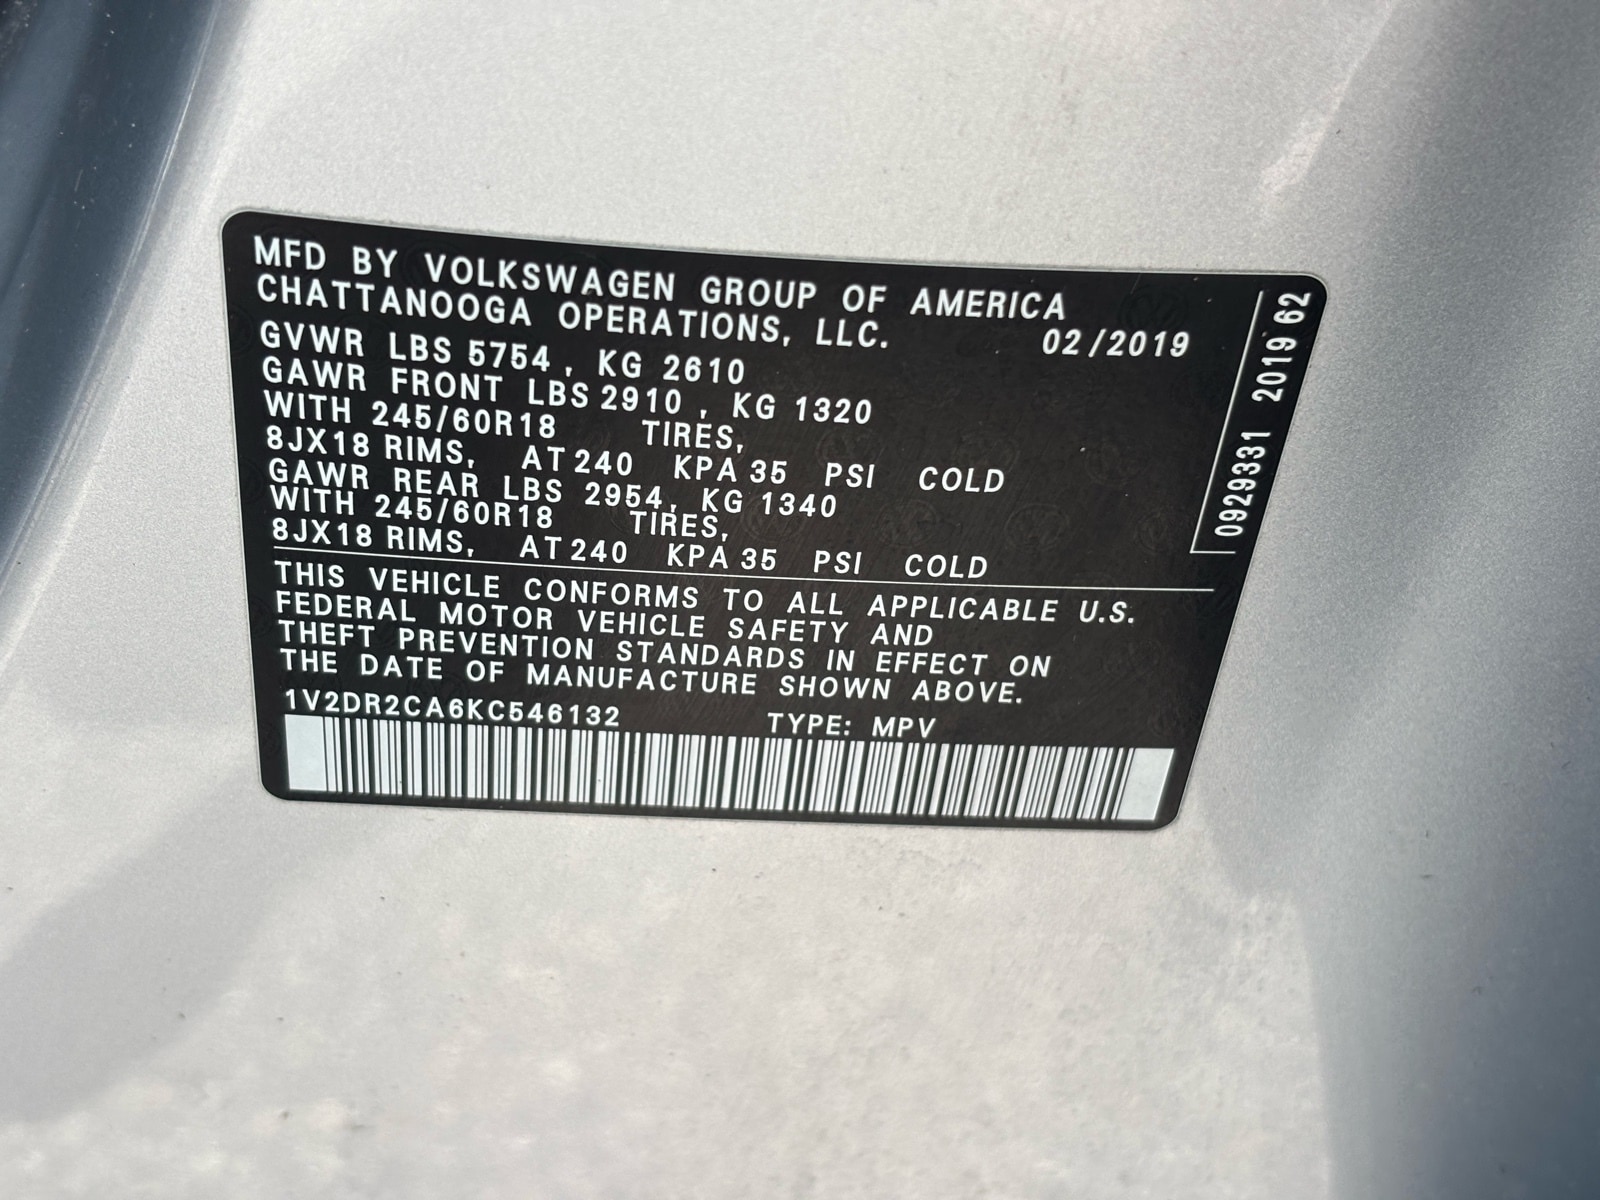 MFD BY VOLKSWAGEN GROUP OF AMERICA
CHATTANOOGA OPERATIONS, LLC.
02/2019
GVWR LBS 5754, KG 2610
GAWR FRONT LBS 2910, KG 1320
WITH 245/60R18 TIRES,
8JX18 RIMS, AT 240 KPA 35 PSI COLD
GAWR REAR LBS 2954, KG 1340
WITH 245/60R18 TIRES,
8JX18 RIMS, AT 240 KPA 35 PSI COLD
THIS VEHICLE CONFORMS TO ALL APPLICABLE U.S.
FEDERAL MOTOR VEHICLE SAFETY AND
THEFT PREVENTION STANDARDS IN EFFECT ON
THE DATE OF MANUFACTURE SHOWN ABOVE.
1V2DR2CA6KC546132 TYPE: MPV
0929331 2019 62